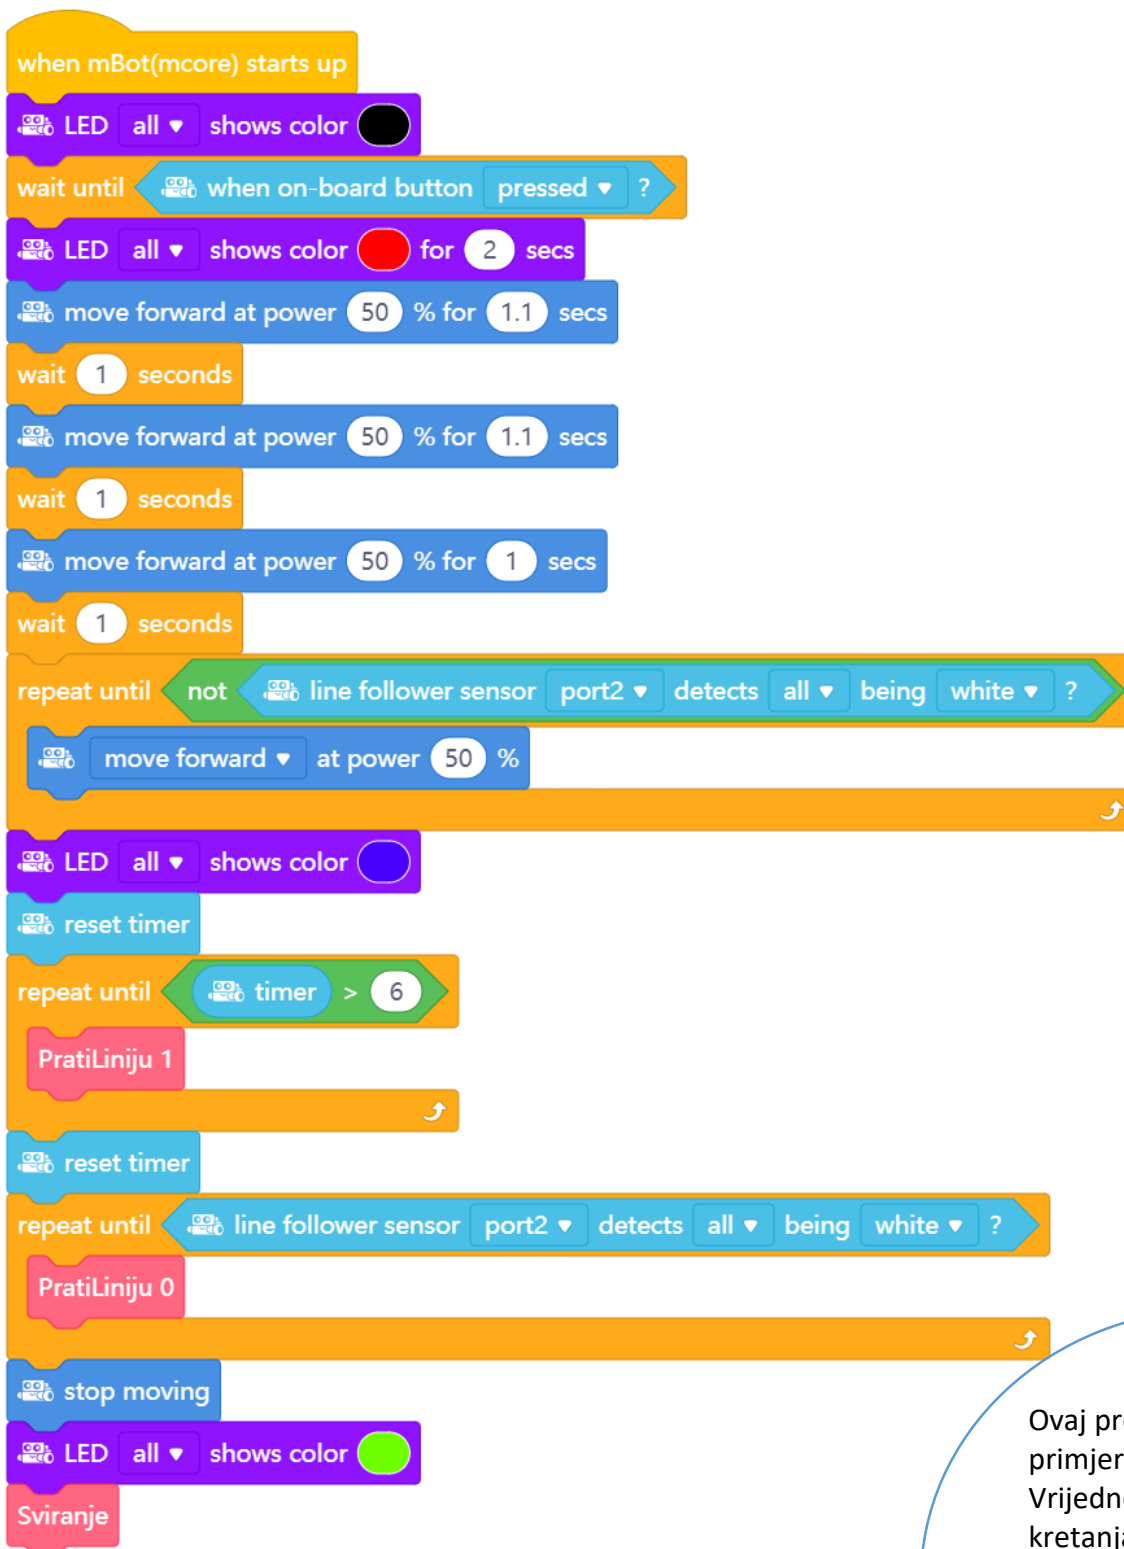 when mBot(mcore) starts up
LED all ▼ shows color
wait until when on-board button pressed ▼ ?
LED all ▼ shows color for 2 secs
move forward at power 50 % for 1.1 secs
wait 1 seconds
move forward at power 50 % for 1.1 secs
wait 1 seconds
move forward at power 50 % for 1 secs
wait 1 seconds
repeat until not line follower sensor port2 ▼ detects all ▼ being white ▼ ?
move forward ▼ at power 50 %
LED all ▼ shows color
reset timer
repeat until timer > 6
PratiLiniju 1
reset timer
repeat until line follower sensor port2 ▼ detects all ▼ being white ▼ ?
PratiLiniju 0
stop moving
LED all ▼ shows color
Sviranje
Ovaj